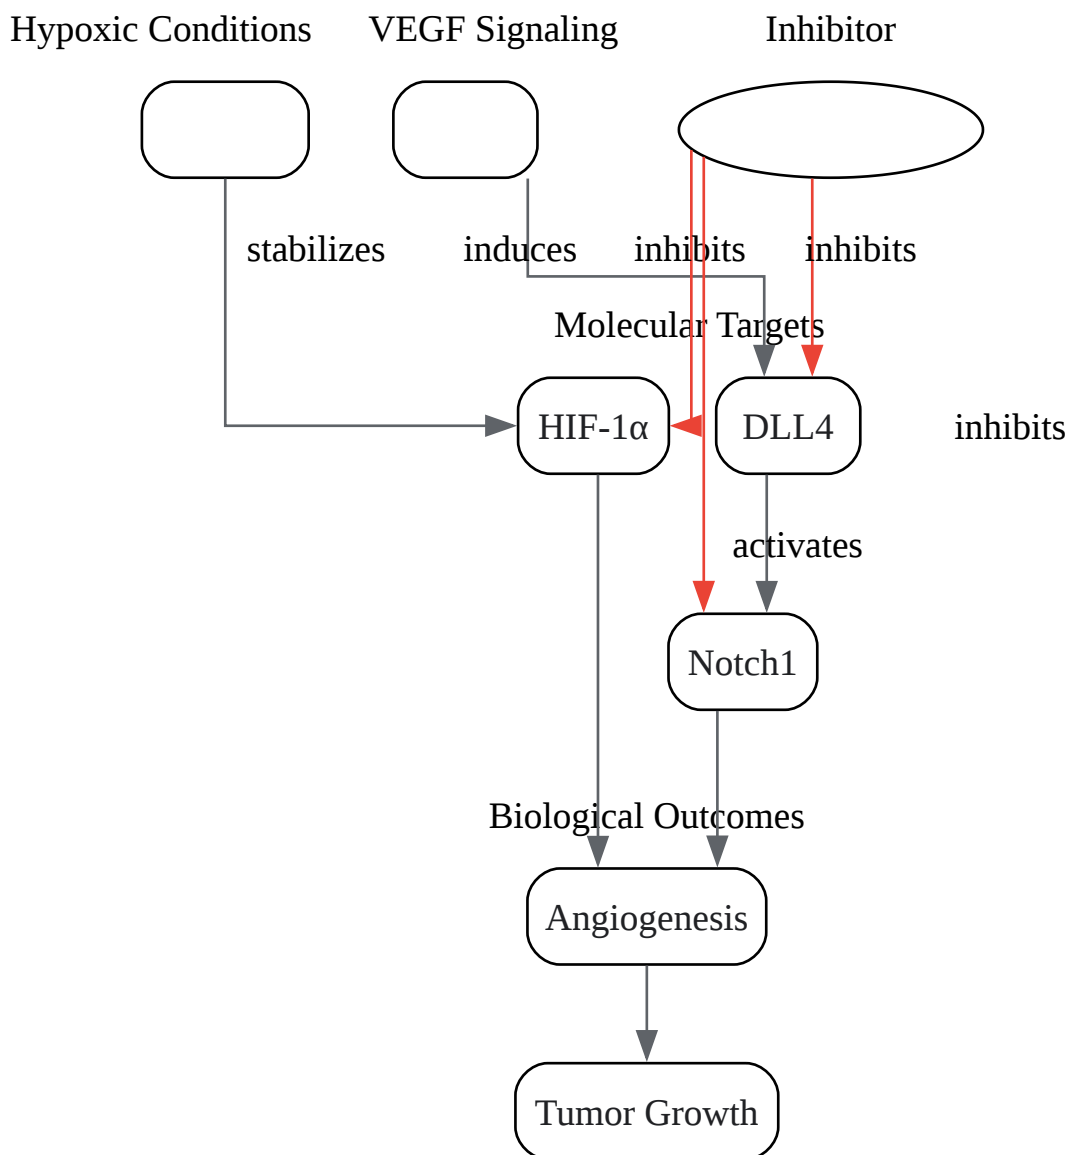 Hypoxic Conditions
VEGF Signaling
Inhibitor
stabilizes
induces
inhibits
inhibits
Molecular Targets
HIF-1α
DLL4
inhibits
activates
Notch1
Biological Outcomes
Angiogenesis
Tumor Growth